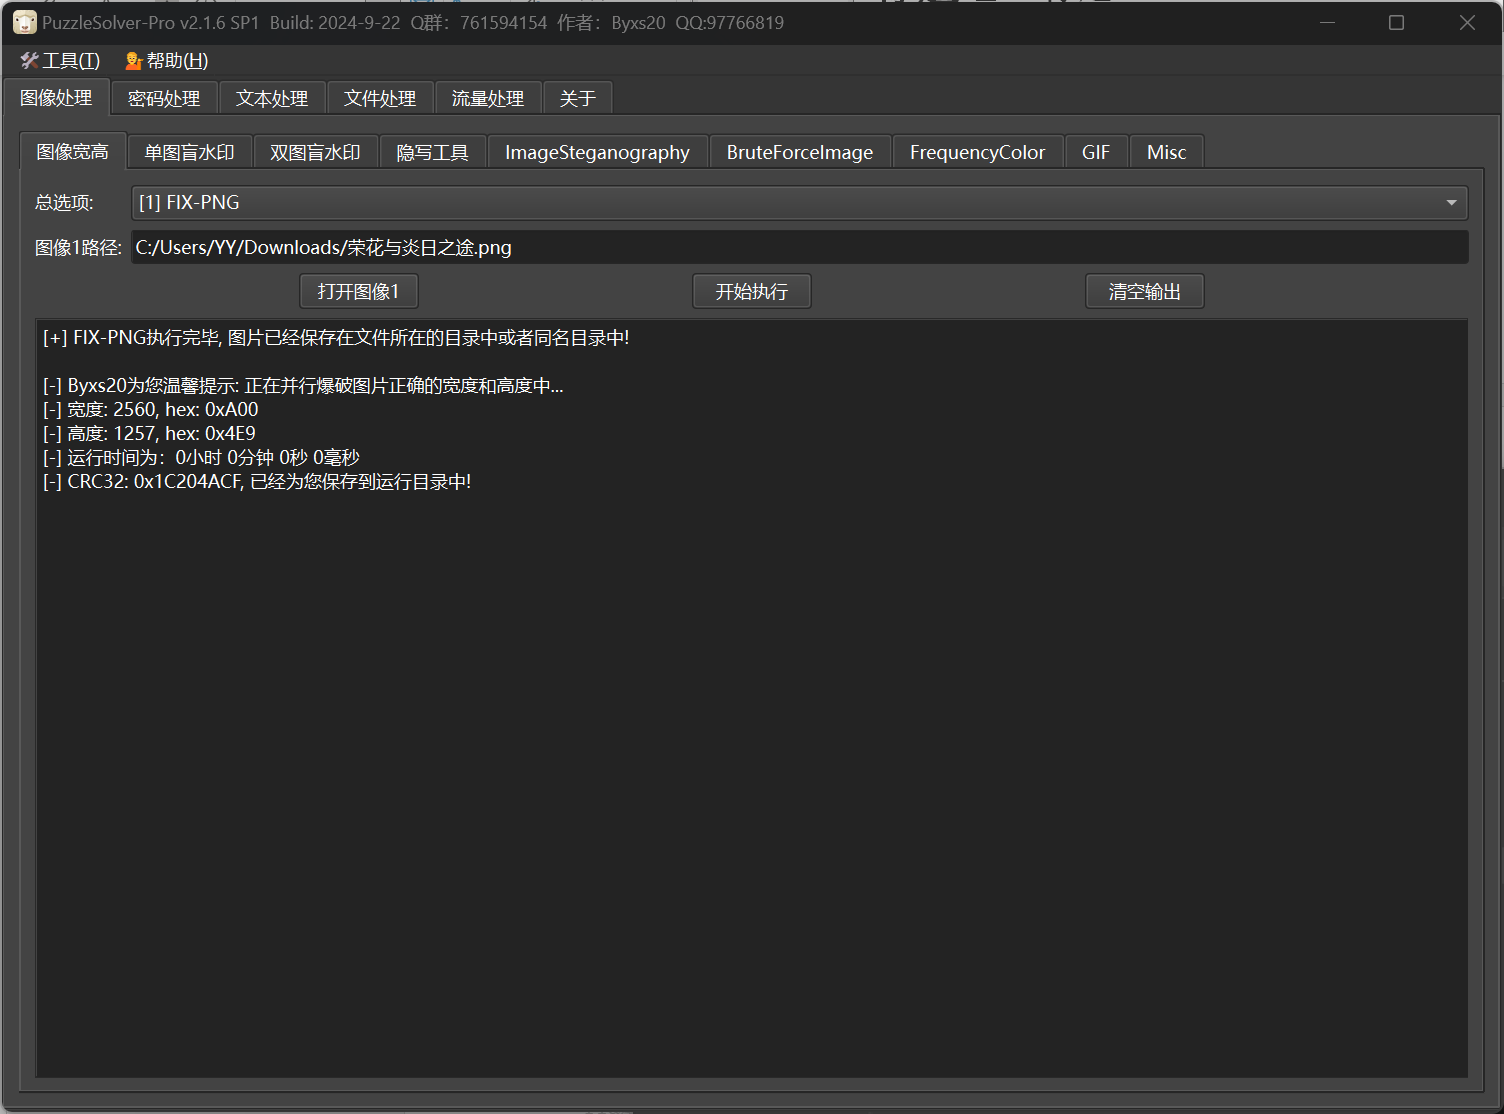 PuzzleSolver-Pro v2.1.6 SP1 Build: 2024-9-22 Q群：761594154 作者：Byxs20 QQ:97766819
工具(T) 帮助(H)
图像处理 密码处理 文本处理 文件处理 流量处理 关于
图像宽高 单图盲水印 双图盲水印 隐写工具 ImageSteganography BruteForceImage FrequencyColor GIF Misc
总选项: [1] FIX-PNG
图像1路径: C:/Users/YY/Downloads/荣花与炎日之途.png
打开图像1 开始执行 清空输出
[+] FIX-PNG执行完毕, 图片已经保存在文件所在的目录中或者同名目录中!
[-] Byxs20为您温馨提示: 正在并行爆破图片正确的宽度和高度中...
[-] 宽度: 2560, hex: 0xA00
[-] 高度: 1257, hex: 0x4E9
[-] 运行时间为：0小时 0分钟 0秒 0毫秒
[-] CRC32: 0x1C204ACF, 已经为您保存到运行目录中!